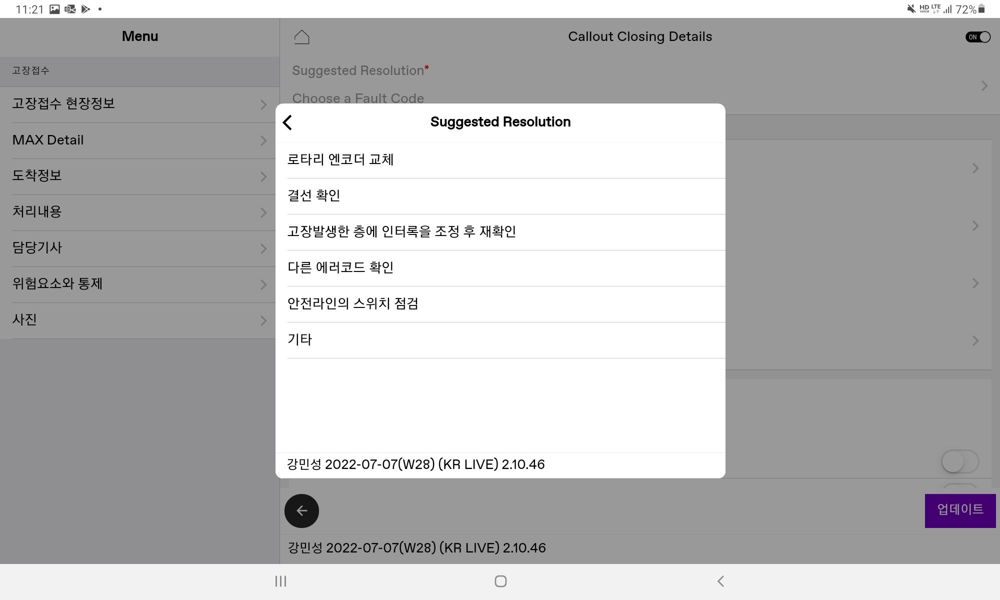 11:21
HD voice LTE 72%
Menu
Callout Closing Details
ON
고장접수
고장접수 현장정보
MAX Detail
도착정보
처리내용
담당기사
위험요소와 통제
사진
Suggested Resolution*
Choose a Fault Code
Suggested Resolution
로타리 엔코더 교체
결선 확인
고장발생한 층에 인터록을 조정 후 재확인
다른 에러코드 확인
안전라인의 스위치 점검
기타
강민성 2022-07-07(W28) (KR LIVE) 2.10.46
업데이트
강민성 2022-07-07(W28) (KR LIVE) 2.10.46